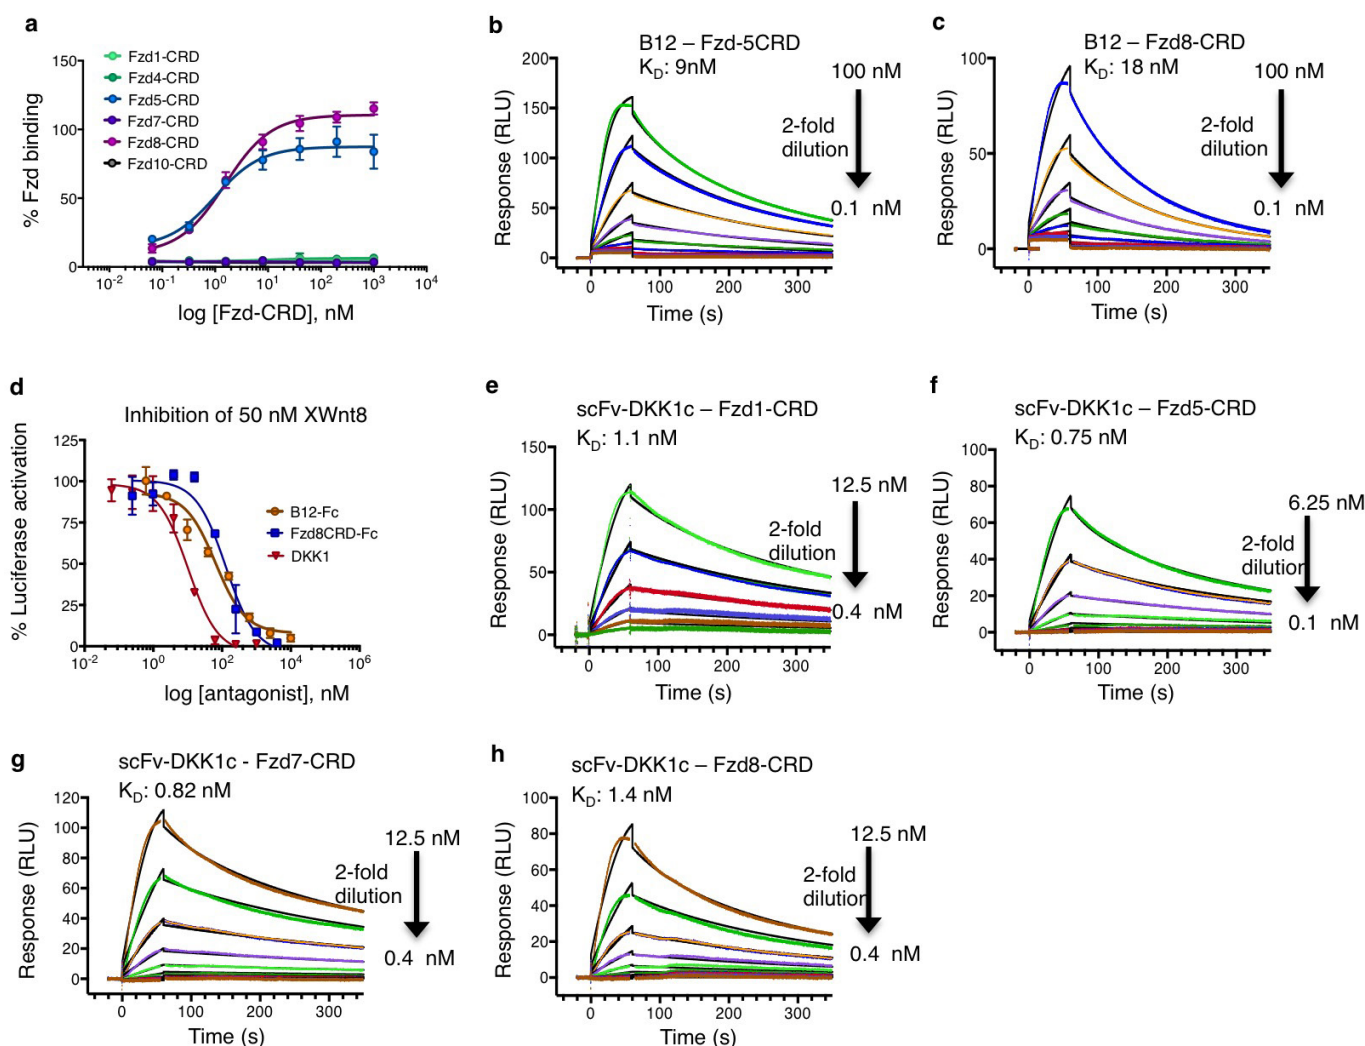 a
Fzd1-CRD
Fzd4-CRD
Fzd5-CRD
Fzd7-CRD
Fzd8-CRD
Fzd10-CRD
% Fzd binding
150
100
50
0
10-2
10-1
100
101
102
103
104
log [Fzd-CRD], nM
b
B12 – Fzd-5CRD
KD: 9nM
100 nM
2-fold
dilution
0.1 nM
Response (RLU)
200
150
100
50
0
0
100
200
300
Time (s)
c
B12 – Fzd8-CRD
KD: 18 nM
100 nM
2-fold
dilution
0.1 nM
Response (RLU)
100
50
0
0
100
200
300
Time (s)
d
Inhibition of 50 nM XWnt8
% Luciferase activation
125
100
75
50
25
0
B12-Fc
Fzd8CRD-Fc
DKK1
10-2
100
102
104
106
log [antagonist], nM
e
scFv-DKK1c – Fzd1-CRD
KD: 1.1 nM
12.5 nM
2-fold
dilution
0.4 nM
Response (RLU)
150
100
50
0
0
100
200
300
Time (s)
f
scFv-DKK1c – Fzd5-CRD
KD: 0.75 nM
6.25 nM
2-fold
dilution
0.1 nM
Response (RLU)
100
80
60
40
20
0
0
100
200
300
Time (s)
g
scFv-DKK1c - Fzd7-CRD
KD: 0.82 nM
12.5 nM
2-fold
dilution
0.4 nM
Response (RLU)
120
100
80
60
40
20
0
0
100
200
300
Time (s)
h
scFv-DKK1c – Fzd8-CRD
KD: 1.4 nM
12.5 nM
2-fold
dilution
0.4 nM
Response (RLU)
100
80
60
40
20
0
0
100
200
300
Time (s)